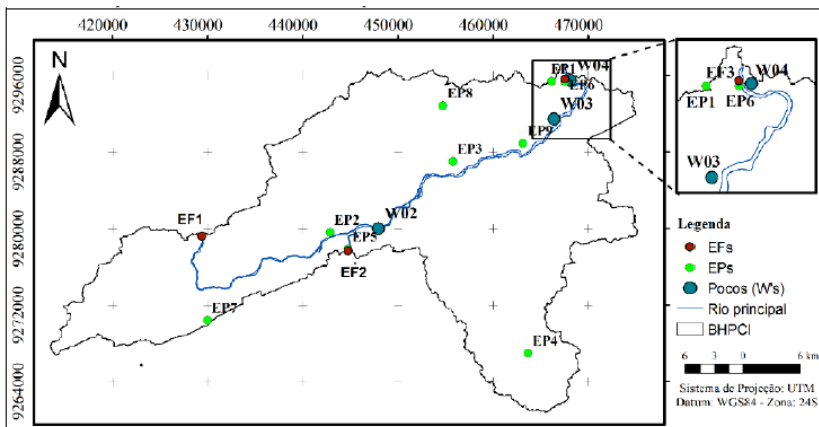 420000 430000 440000 450000 460000 470000
N
9296000
9288000
9280000
9272000
9264000
EP1 W04
EP6
EP8
W03
EP9
EP3
EP2 W02
EF1
EP5
EF2
EP7
EP4
EF3 W04
EP1 EP6
W03
Legenda
EFs
EPs
Pocos (W's)
Rio principal
BHPCI
6 3 0 6 km
Sistema de Projeção: UTM
Datum: WGS84 - Zona: 24S